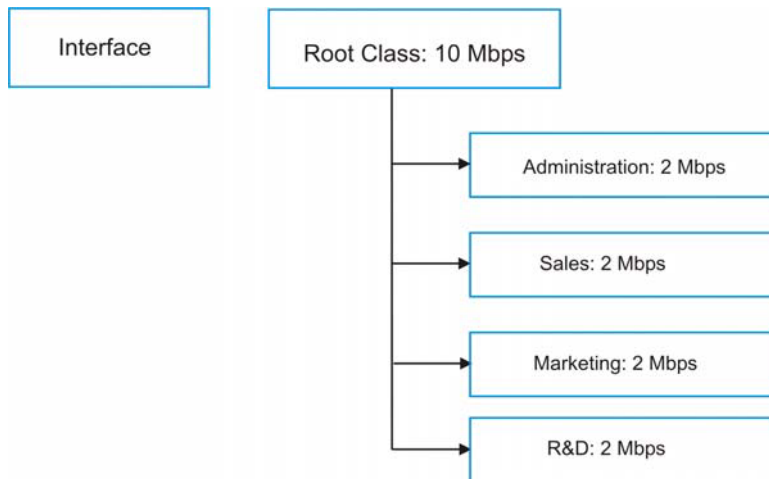 Interface
Root Class: 10 Mbps
Administration: 2 Mbps
Sales: 2 Mbps
Marketing: 2 Mbps
R&D: 2 Mbps